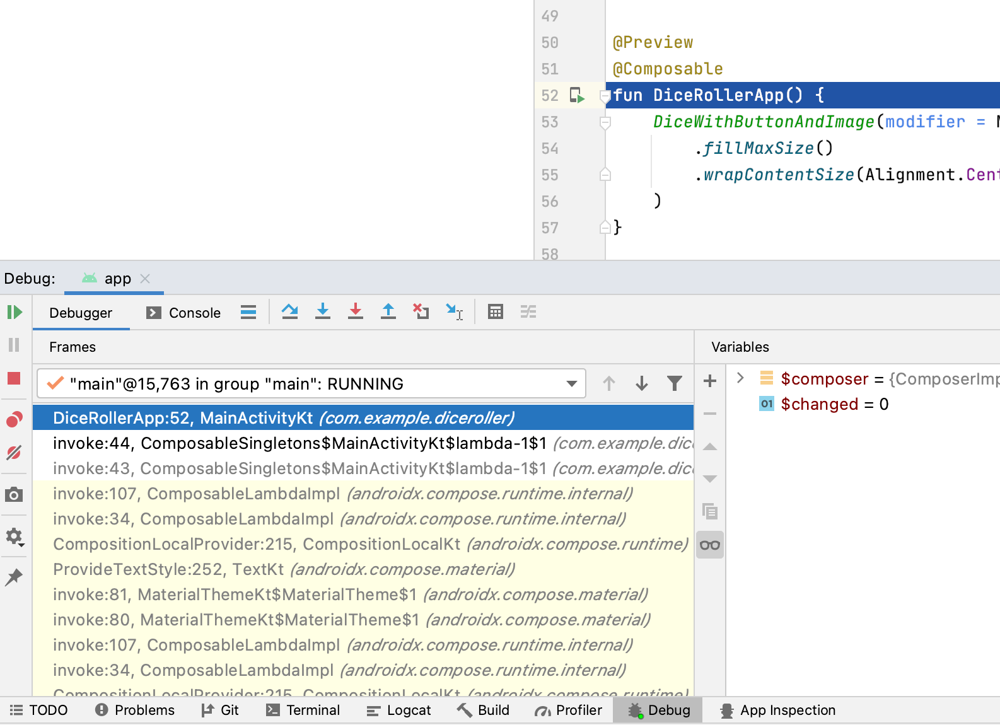 49
50 @Preview
51 @Composable
52 fun DiceRollerApp() {
53 DiceWithButtonAndImage(modifier =
54 .fillMaxSize()
55 .wrapContentSize(Alignment.Cent
56 )
57 }
58
Debug: app
Debugger Console
Frames
Variables
"main"@15,763 in group "main": RUNNING
DiceRollerApp:52, MainActivityKt (com.example.diceroller)
invoke:44, ComposableSingletons$MainActivityKt$lambda-1$1 (com.example.dic
invoke:43, ComposableSingletons$MainActivityKt$lambda-1$1 (com.example.dic
invoke:107, ComposableLambdaImpl (androidx.compose.runtime.internal)
invoke:34, ComposableLambdaImpl (androidx.compose.runtime.internal)
CompositionLocalProvider:215, CompositionLocalKt (androidx.compose.runtime)
ProvideTextStyle:252, TextKt (androidx.compose.material)
invoke:81, MaterialThemeKt$MaterialTheme$1 (androidx.compose.material)
invoke:80, MaterialThemeKt$MaterialTheme$1 (androidx.compose.material)
invoke:107, ComposableLambdaImpl (androidx.compose.runtime.internal)
invoke:34, ComposableLambdaImpl (androidx.compose.runtime.internal)
CompositionLocalProvider:215, CompositionLocalKt (androidx.compose.runtime)
$composer = {ComposerImp
01 $changed = 0
TODO Problems Git Terminal Logcat Build Profiler Debug App Inspection